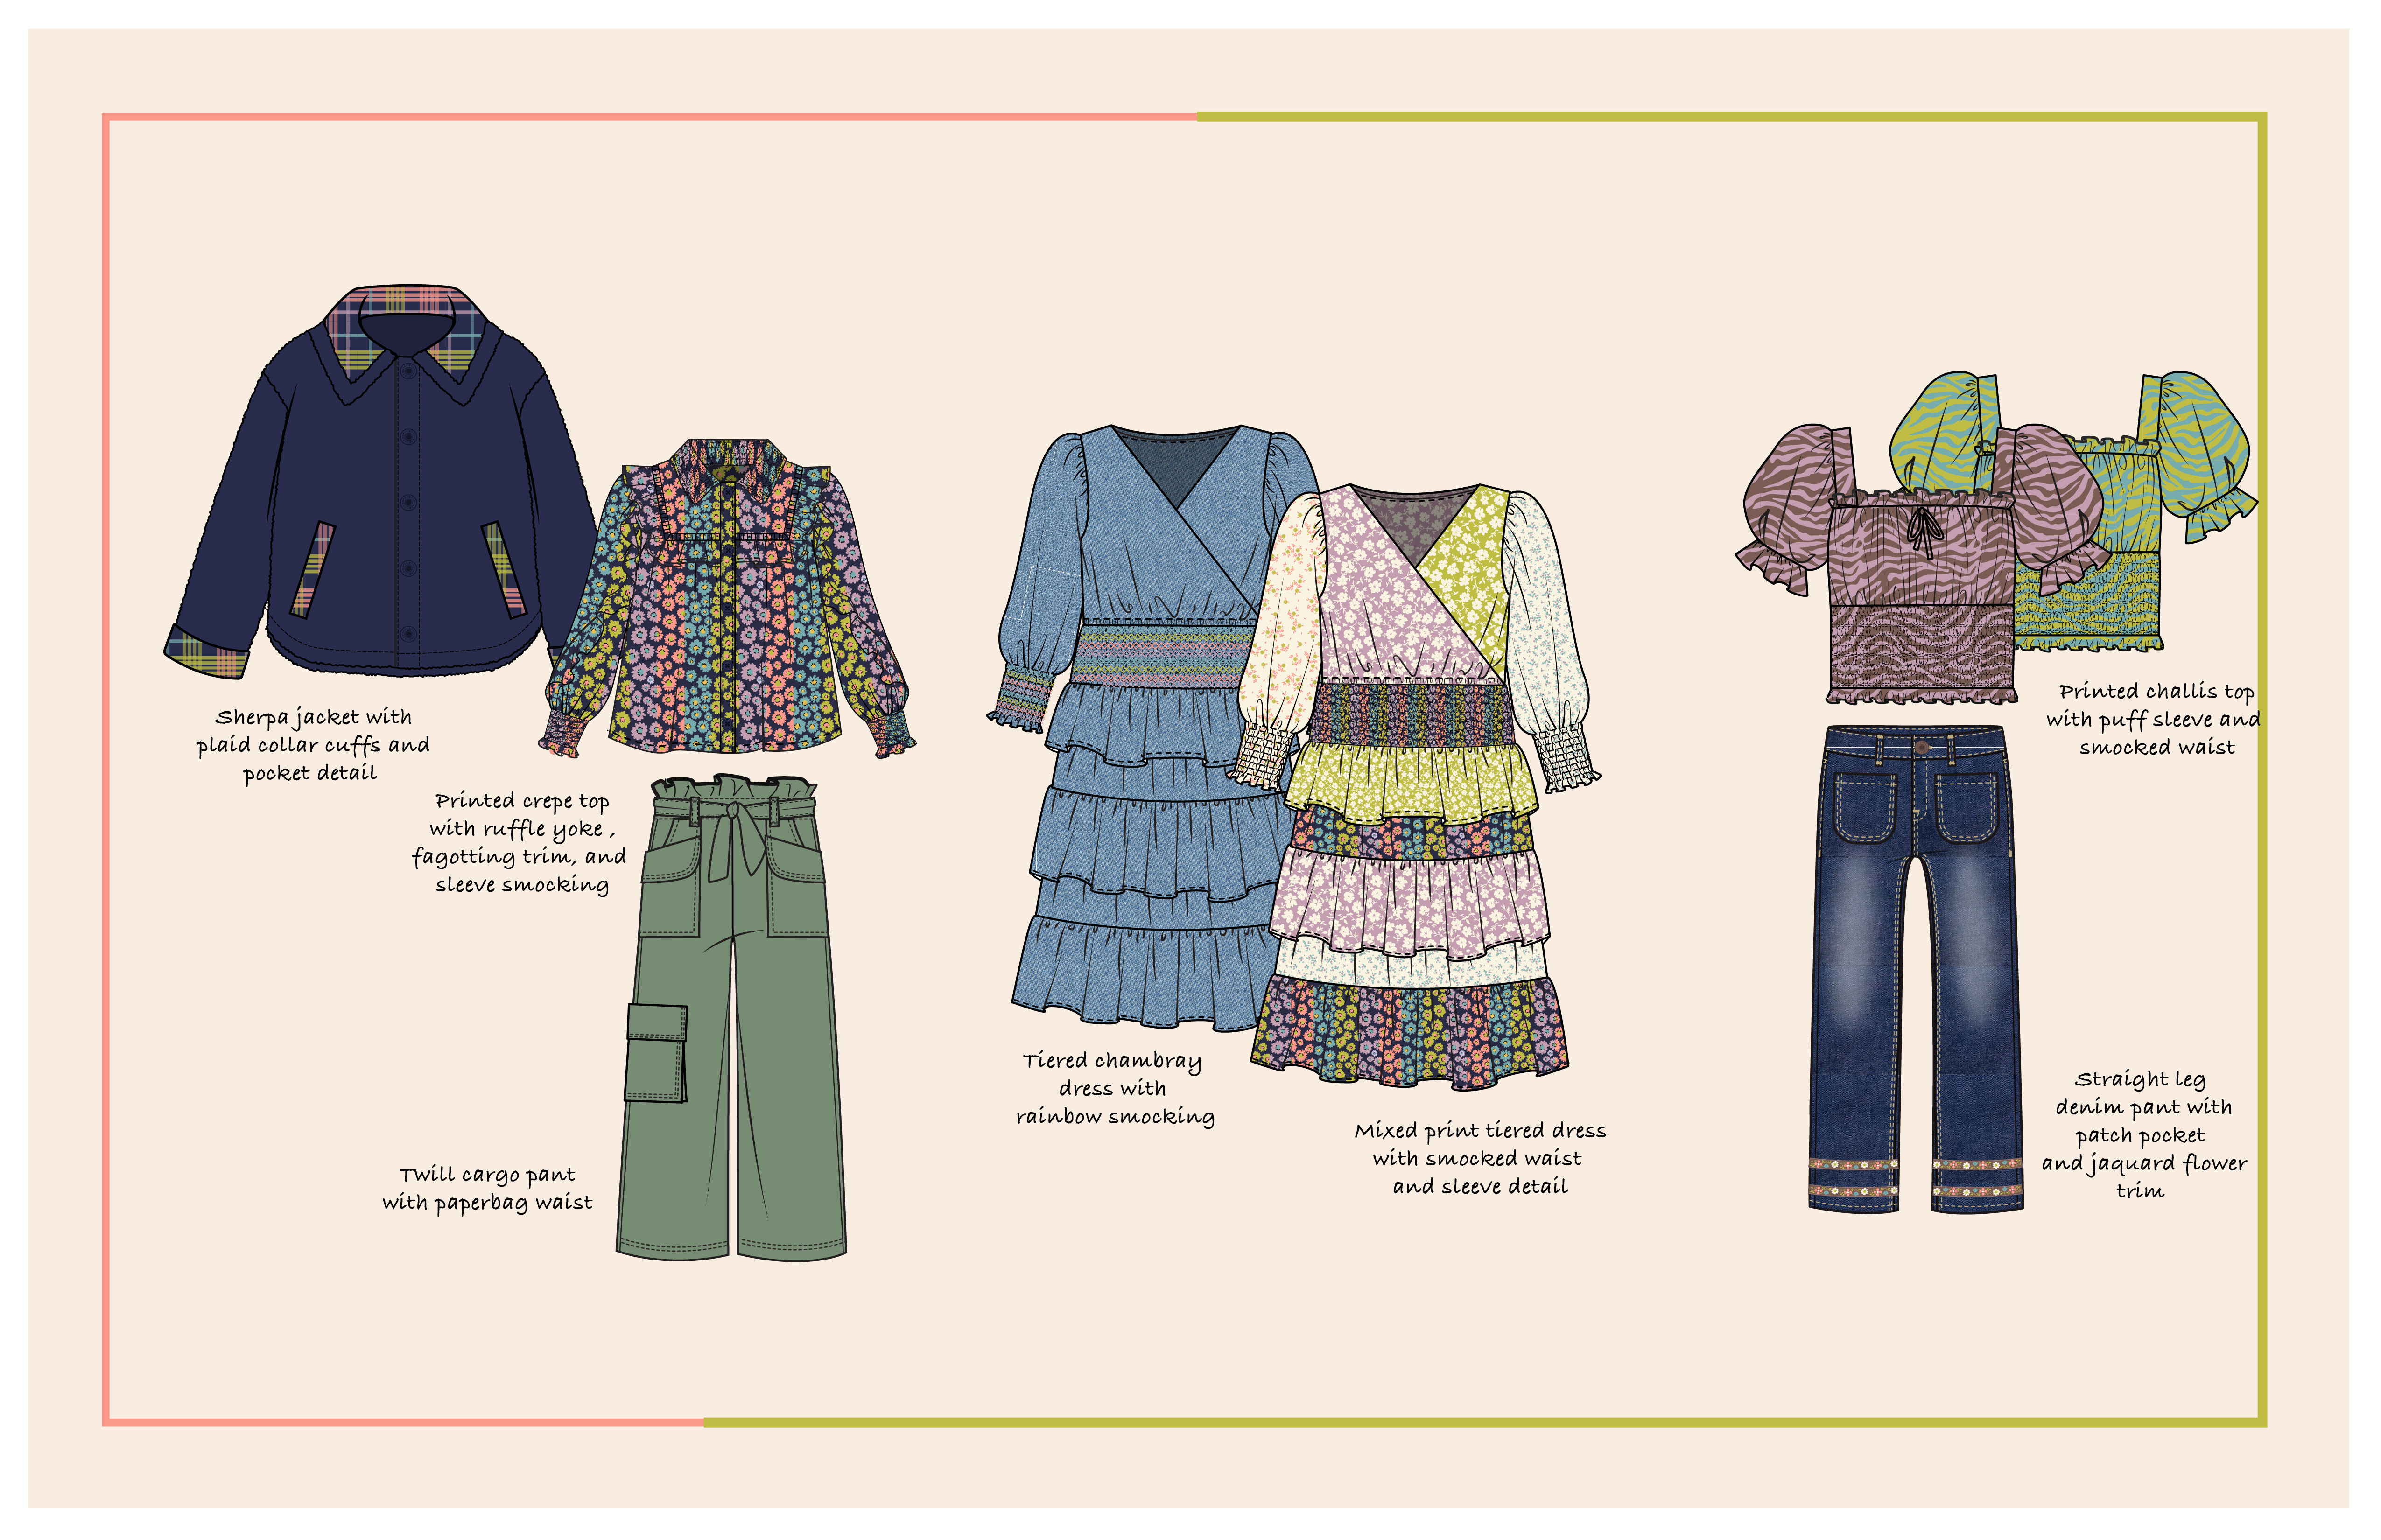 Sherpa jacket with
plaid collar cuffs and
pocket detail
Printed crepe top
with ruffle yoke ,
fagotting trim, and
sleeve smocking
Twill cargo pant
with paperbag waist
Tiered chambray
dress with
rainbow smocking
Mixed print tiered dress
with smocked waist
and sleeve detail
Printed challis top
with puff sleeve and
smocked waist
Straight leg
denim pant with
patch pocket
and jaquard flower
trim